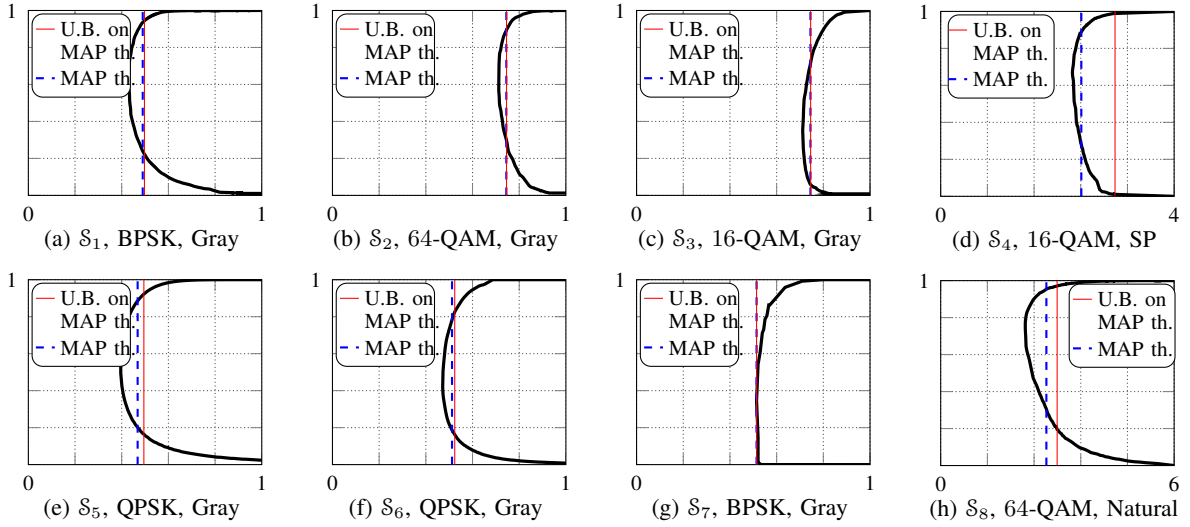 1
U.B. on
MAP th.
MAP th.
0
1
(a) S₁, BPSK, Gray
1
U.B. on
MAP th.
MAP th.
0
1
(b) S₂, 64-QAM, Gray
1
U.B. on
MAP th.
MAP th.
0
1
(c) S₃, 16-QAM, Gray
1
U.B. on
MAP th.
MAP th.
0
4
(d) S₄, 16-QAM, SP
1
U.B. on
MAP th.
MAP th.
0
1
(e) S₅, QPSK, Gray
1
U.B. on
MAP th.
MAP th.
0
1
(f) S₆, QPSK, Gray
1
U.B. on
MAP th.
MAP th.
0
1
(g) S₇, BPSK, Gray
1
U.B. on
MAP th.
MAP th.
0
6
(h) S₈, 64-QAM, Natural